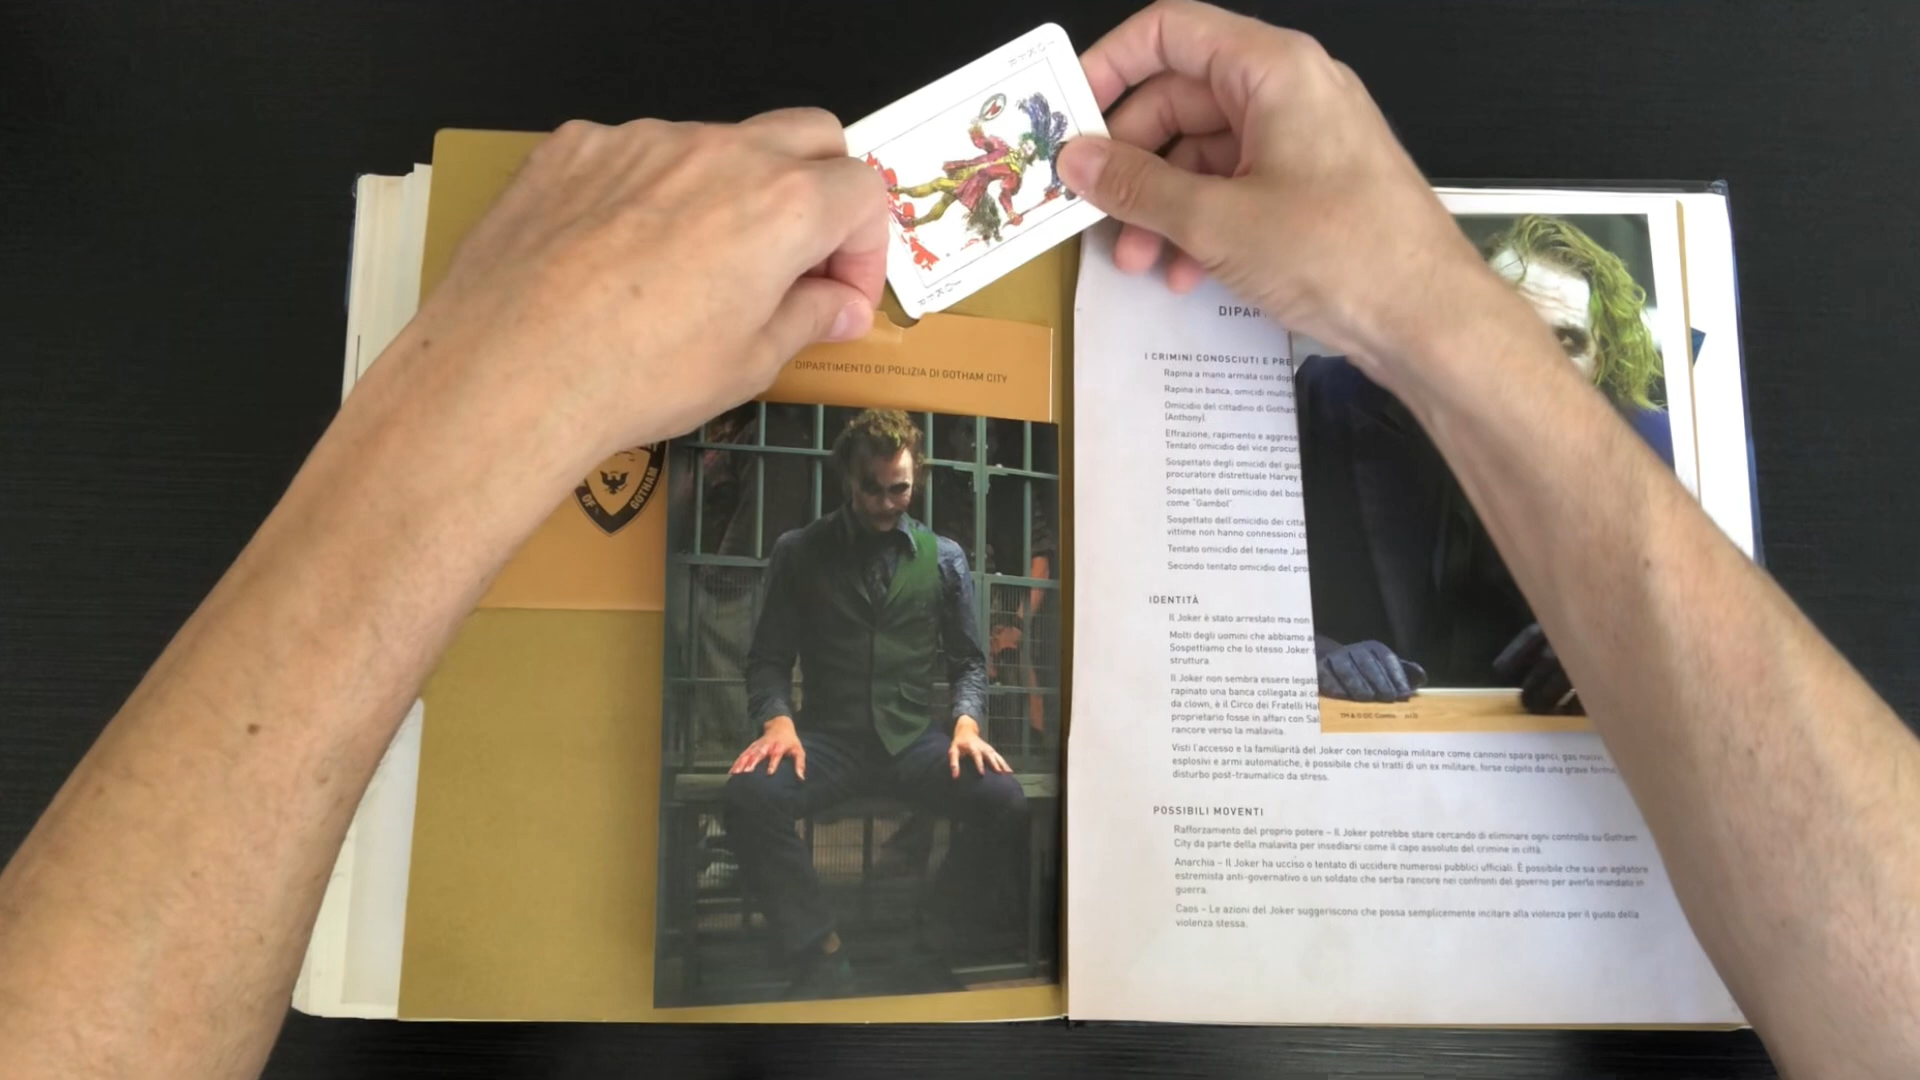 DIPARTIMENTO DI POLIZIA DI GOTHAM CITY
OF
GOTHAM
DIPAR
I CRIMINI CONOSCIUTI E PRE
Rapina a mano armata con dop
Rapina in banca, omicidi multip
Omicidio del cittadino di Gotham
(Anthony).
Effrazione, rapimento e aggress
Tentato omicidio del vice procur
Sospettato degli omicidi del giud
procuratore distrettuale Harvey
Sospettato dell'omicidio del bos
come "Gambol".
Sospettato dell'omicidio dei citta
vittime non hanno connessioni co
Tentato omicidio del tenente Jam
Secondo tentato omicidio del pro
IDENTITÀ
Il Joker è stato arrestato ma non
Molti degli uomini che abbiamo a
Sospettiamo che lo stesso Joker
struttura.
Il Joker non sembra essere legato
rapinato una banca collegata ai ca
da clown, è il Circo dei Fratelli Hal
proprietario fosse in affari con Sal
rancore verso la malavita.
Visti l'accesso e la familiarità del Joker con tecnologia militare come cannoni spara ganci, gas nocivi,
esplosivi e armi automatiche, è possibile che si tratti di un ex militare, forse colpito da una grave forma
disturbo post-traumatico da stress.
POSSIBILI MOVENTI
Rafforzamento del proprio potere – Il Joker potrebbe stare cercando di eliminare ogni controllo su Gotham
City da parte della malavita per insediarsi come il capo assoluto del crimine in città.
Anarchia – Il Joker ha ucciso o tentato di uccidere numerosi pubblici ufficiali. È possibile che sia un agitatore
estremista anti-governativo o un soldato che serba rancore nei confronti del governo per averlo mandato in
guerra.
Caos – Le azioni del Joker suggeriscono che possa semplicemente incitare alla violenza per il gusto della
violenza stessa.
TM & © DC Comics